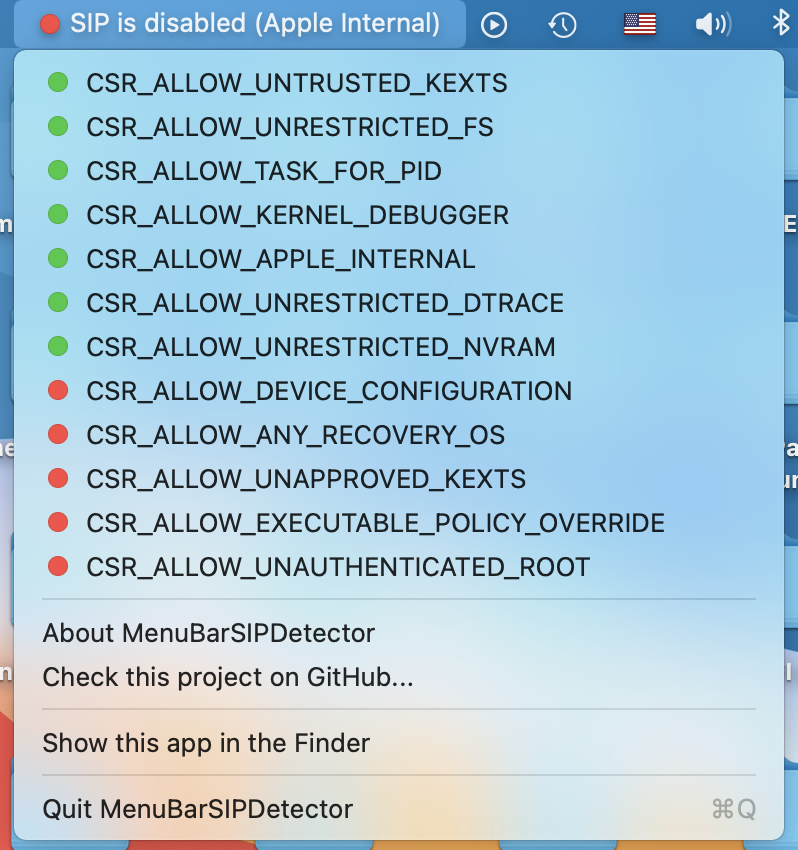 SIP is disabled (Apple Internal)
CSR_ALLOW_UNTRUSTED_KEXTS
CSR_ALLOW_UNRESTRICTED_FS
CSR_ALLOW_TASK_FOR_PID
CSR_ALLOW_KERNEL_DEBUGGER
CSR_ALLOW_APPLE_INTERNAL
CSR_ALLOW_UNRESTRICTED_DTRACE
CSR_ALLOW_UNRESTRICTED_NVRAM
CSR_ALLOW_DEVICE_CONFIGURATION
CSR_ALLOW_ANY_RECOVERY_OS
CSR_ALLOW_UNAPPROVED_KEXTS
CSR_ALLOW_EXECUTABLE_POLICY_OVERRIDE
CSR_ALLOW_UNAUTHENTICATED_ROOT
About MenuBarSIPDetector
Check this project on GitHub...
Show this app in the Finder
Quit MenuBarSIPDetector ⌘Q